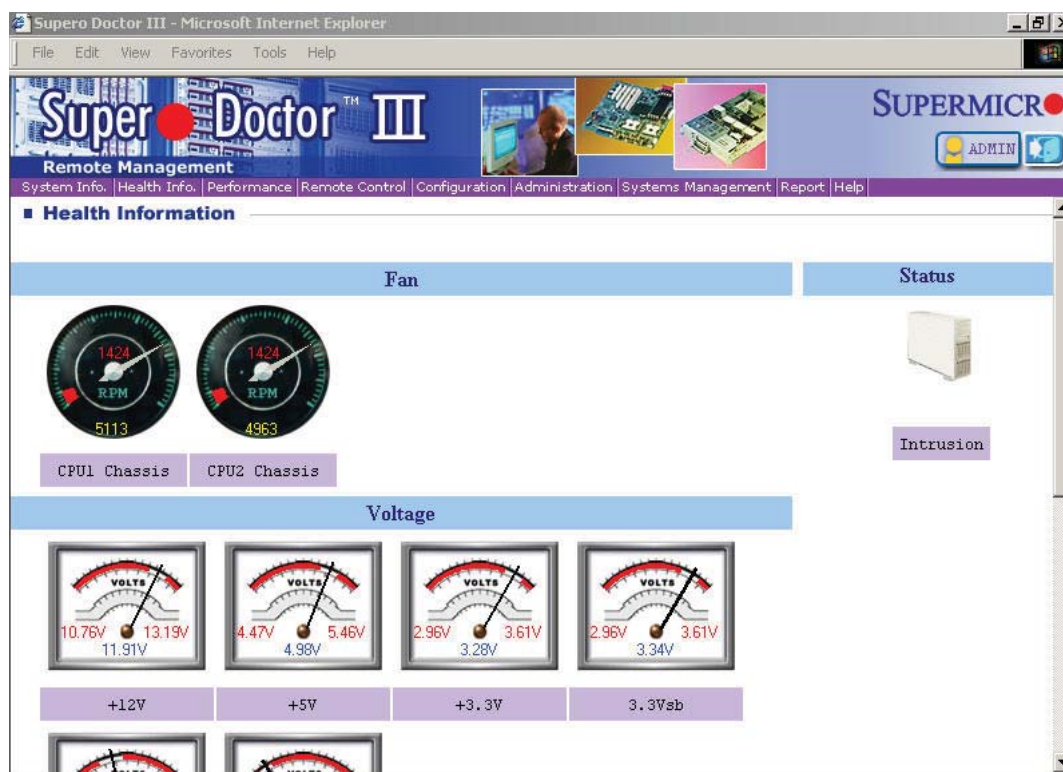 Supero Doctor III - Microsoft Internet Explorer
File Edit View Favorites Tools Help
Super Doctor™ III
Remote Management
SUPERMICR
ADMIN
System Info. Health Info. Performance Remote Control Configuration Administration Systems Management Report Help
Health Information
Fan
Status
1424
RPM
5113
1424
RPM
4963
CPU1 Chassis
CPU2 Chassis
Intrusion
Voltage
VOLTS
10.76V 13.19V
11.91V
VOLTS
4.47V 5.46V
4.98V
VOLTS
2.96V 3.61V
3.28V
VOLTS
2.96V 3.61V
3.34V
+12V
+5V
+3.3V
3.3Vsb
VOLTS
VOLTS